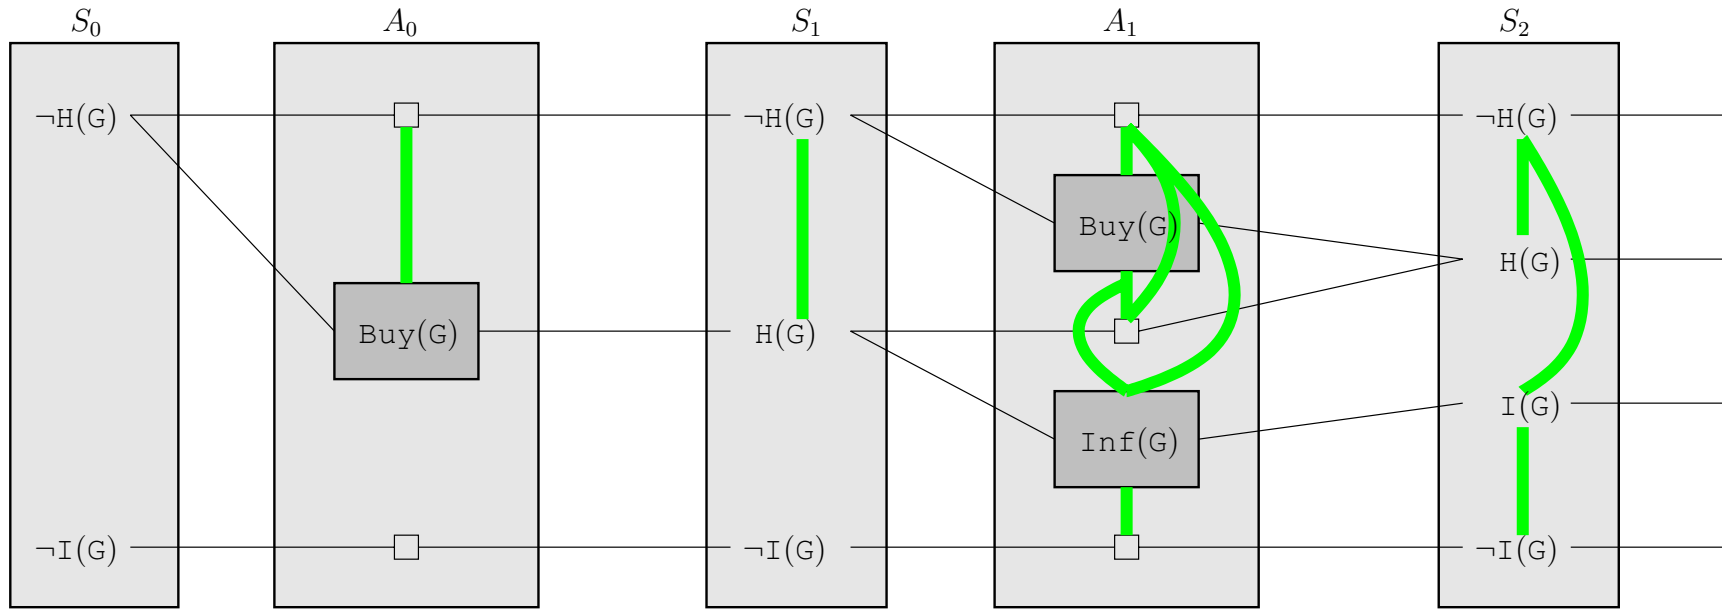 S₀ A₀ S₁ A₁ S₂
¬H(G) ¬H(G) ¬H(G)
Buy(G) H(G)
Buy(G) H(G)
I(G)
Inf(G)
¬I(G) ¬I(G) ¬I(G)